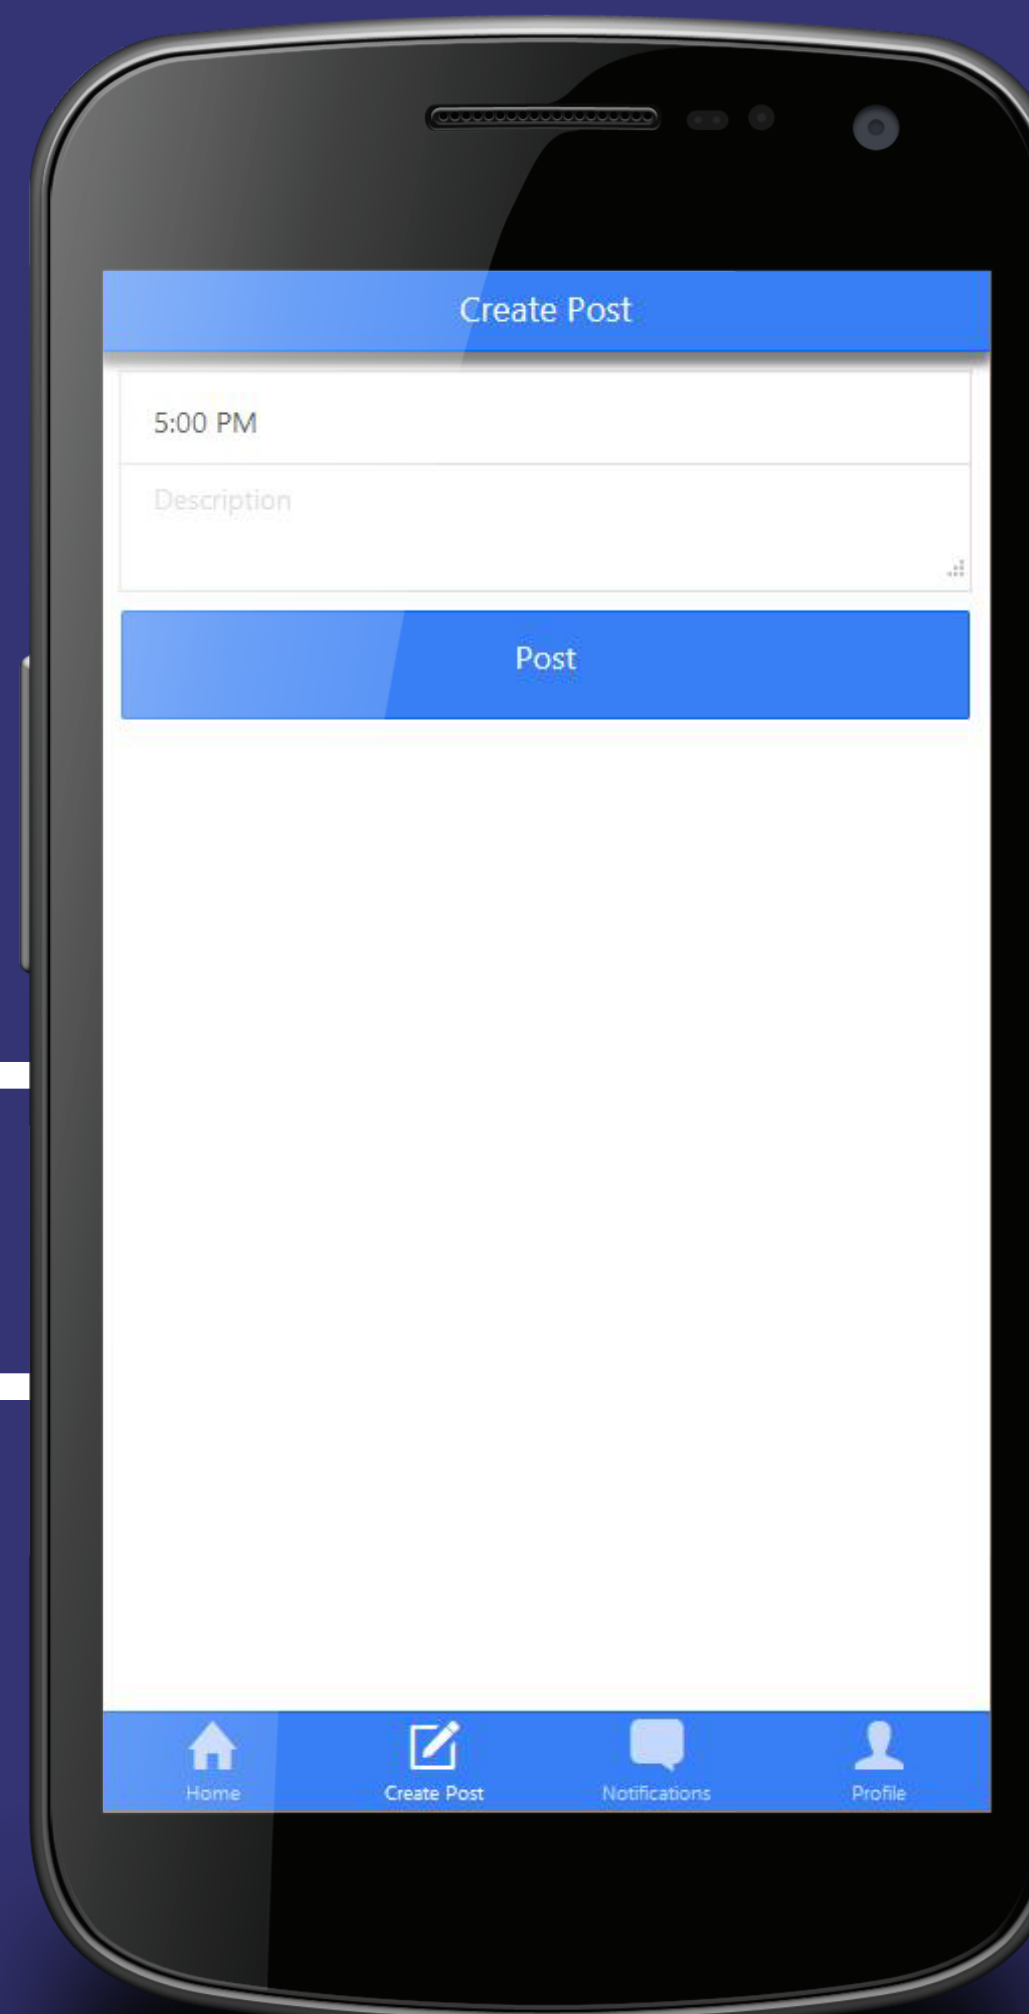 Create Post
5:00 PM
Description
Post
Home
Create Post
Notifications
Profile